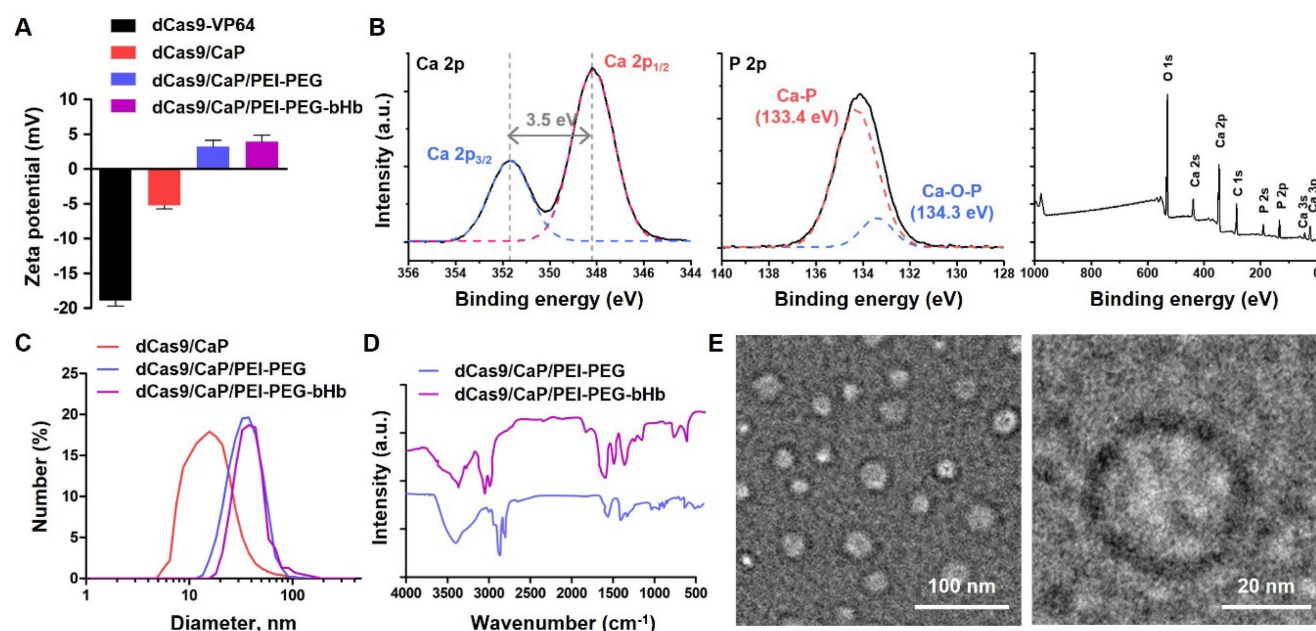 A
dCas9-VP64
dCas9/CaP
dCas9/CaP/PEI-PEG
dCas9/CaP/PEI-PEG-bHb
Zeta potential (mV)
10
5
0
-5
-10
-15
-20
B
Ca 2p
Ca 2p1/2
3.5 eV
Ca 2p3/2
Intensity (a.u.)
356 354 352 350 348 346 344
Binding energy (eV)
P 2p
Ca-P
(133.4 eV)
Ca-O-P
(134.3 eV)
140 138 136 134 132 130 128
Binding energy (eV)
O 1s
Ca 2s
Ca 2p
C 1s
P 2s
P 2p
Ca 3s
Ca 3p
1000 800 600 400 200
Binding energy (eV)
C
dCas9/CaP
dCas9/CaP/PEI-PEG
dCas9/CaP/PEI-PEG-bHb
Number (%)
25
20
15
10
5
0
1 10 100
Diameter, nm
D
dCas9/CaP/PEI-PEG
dCas9/CaP/PEI-PEG-bHb
Intensity (a.u.)
4000 3500 3000 2500 2000 1500 1000 500
Wavenumber (cm-1)
E
100 nm
20 nm